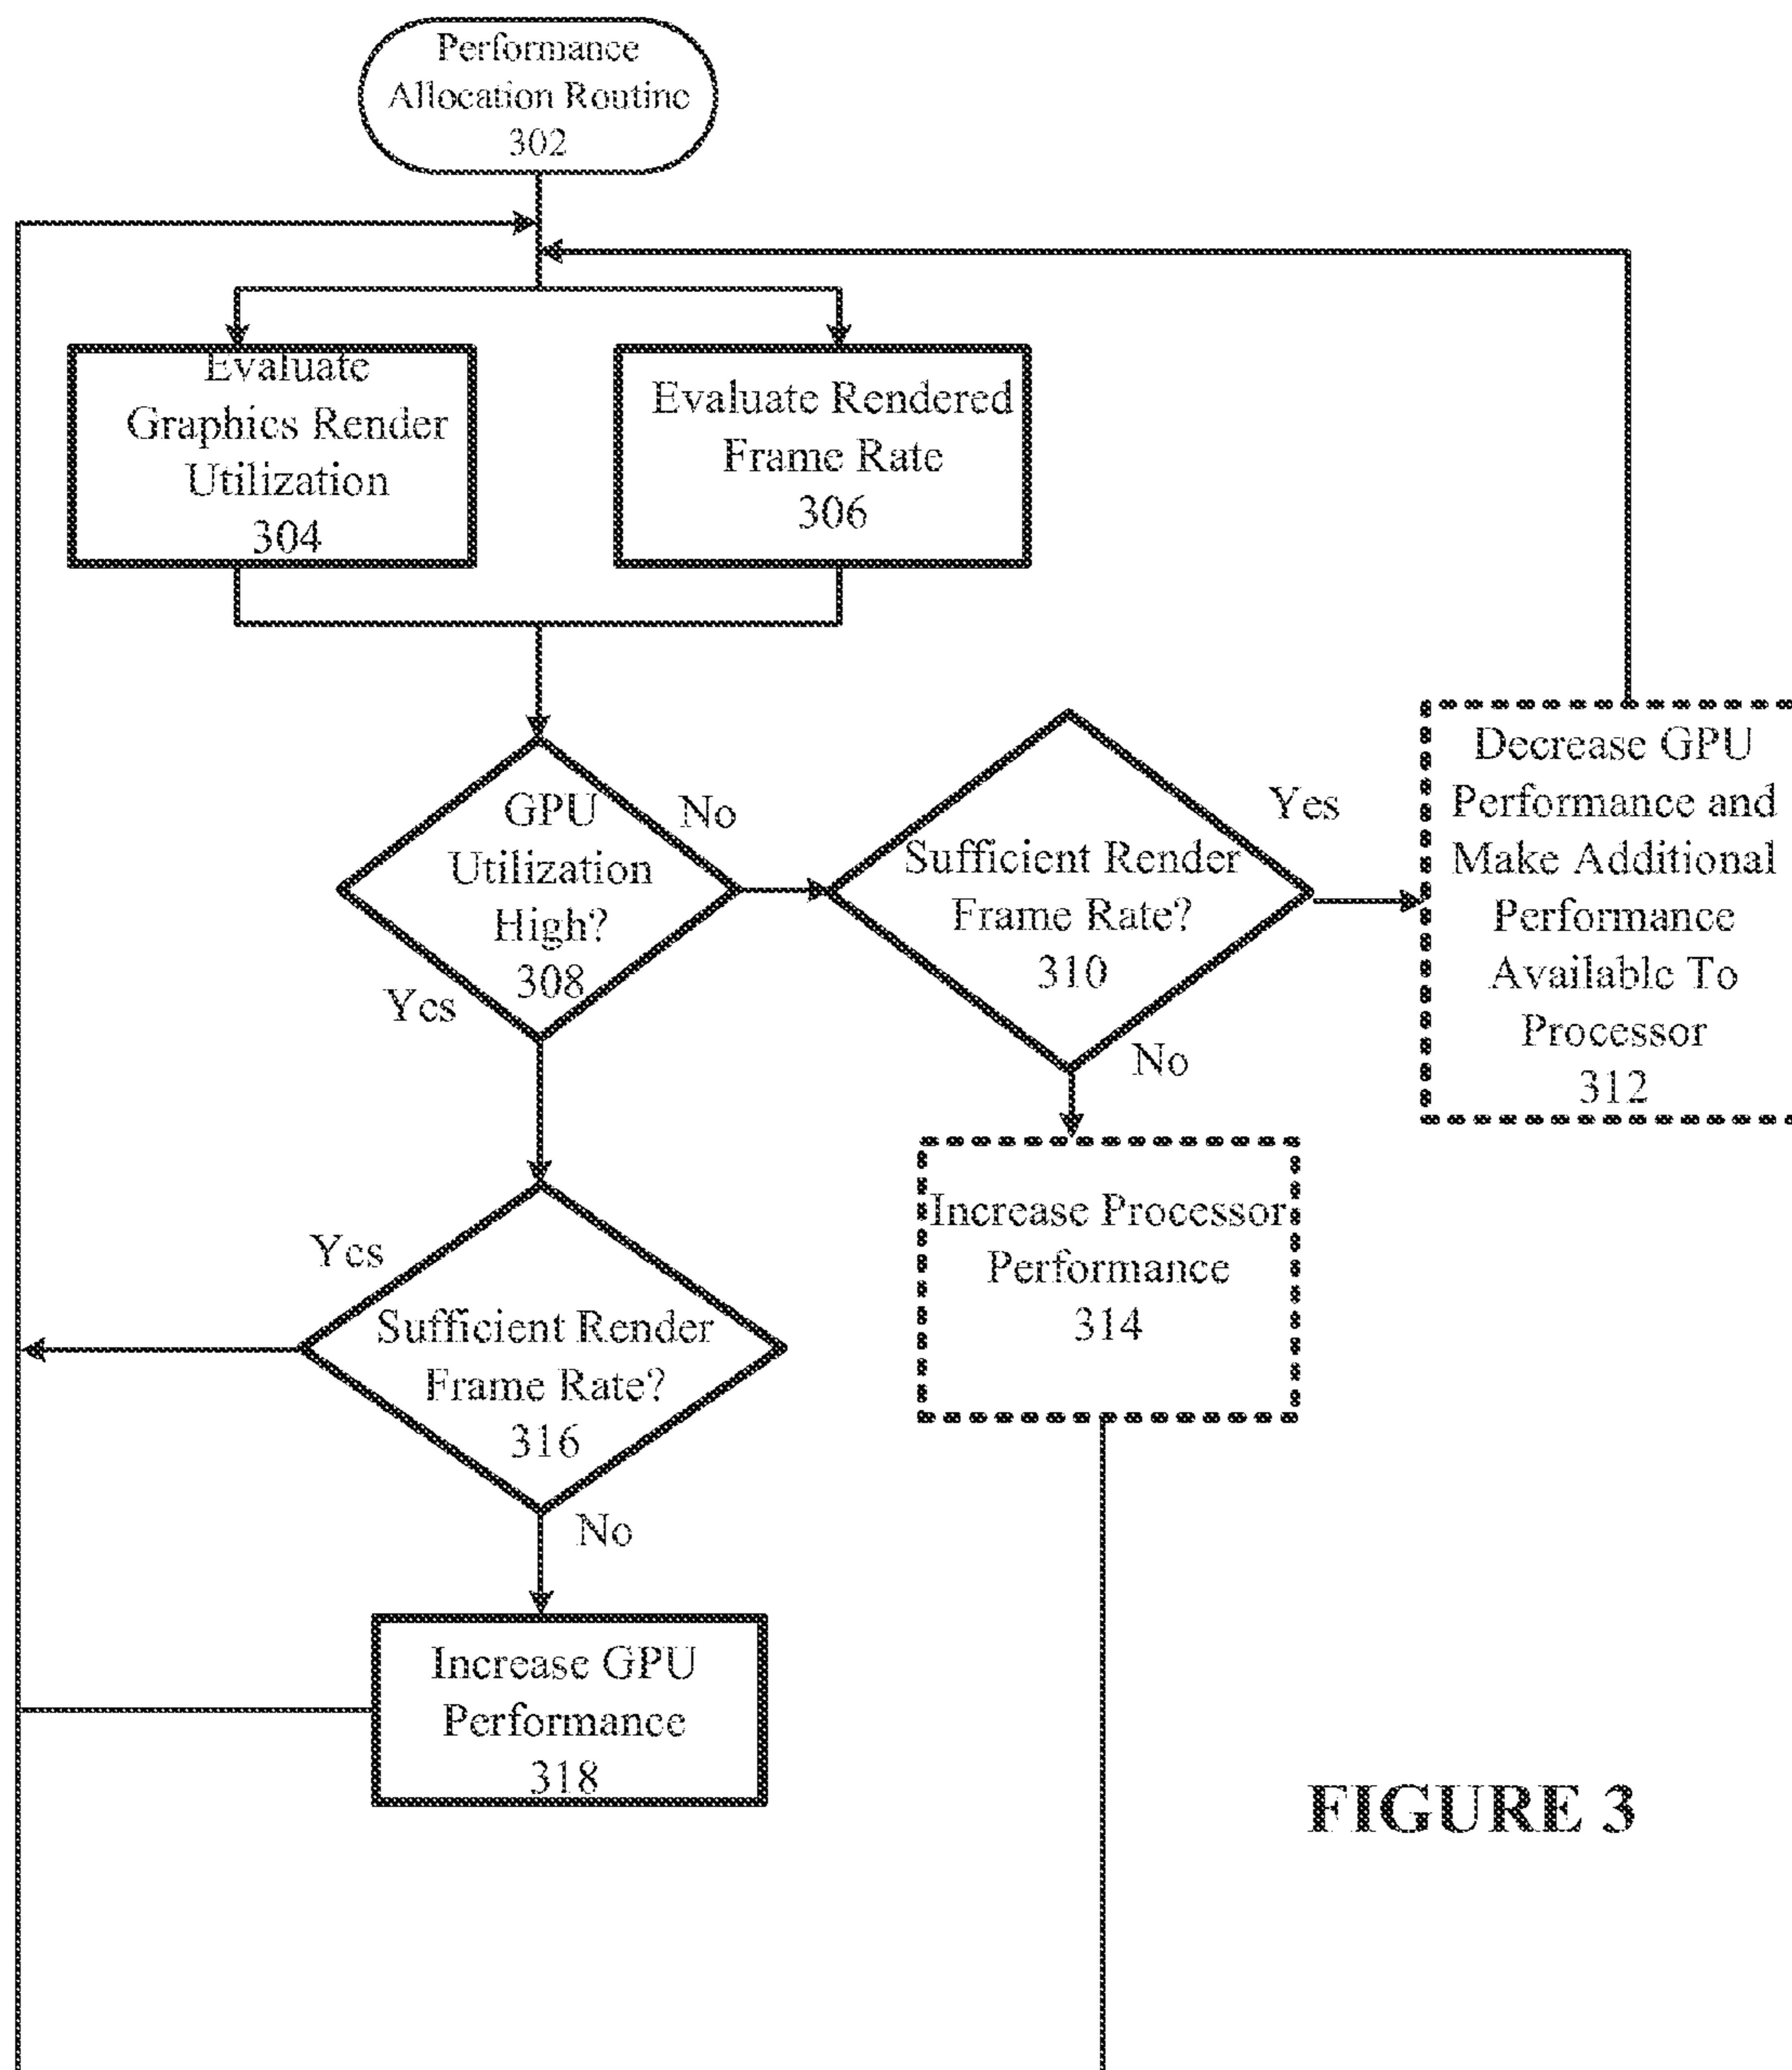 Performance
Allocation Routine
302
Evaluate
Graphics Render
Utilization
304
Evaluate Rendered
Frame Rate
306
GPU
Utilization
High?
308
No
Yes
Sufficient Render
Frame Rate?
310
Yes
No
Decrease GPU
Performance and
Make Additional
Performance
Available To
Processor
312
Increase Processor
Performance
314
Yes
Sufficient Render
Frame Rate?
316
No
Increase GPU
Performance
318
FIGURE 3